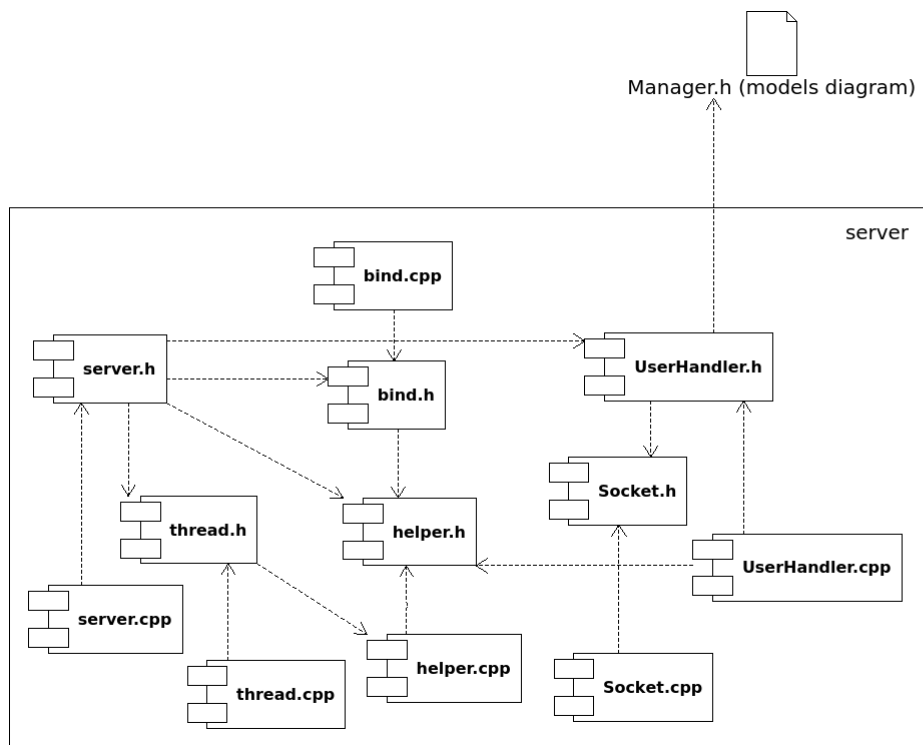 Manager.h (models diagram)
server
bind.cpp
server.h
UserHandler.h
bind.h
Socket.h
thread.h
helper.h
UserHandler.cpp
server.cpp
helper.cpp
thread.cpp
Socket.cpp